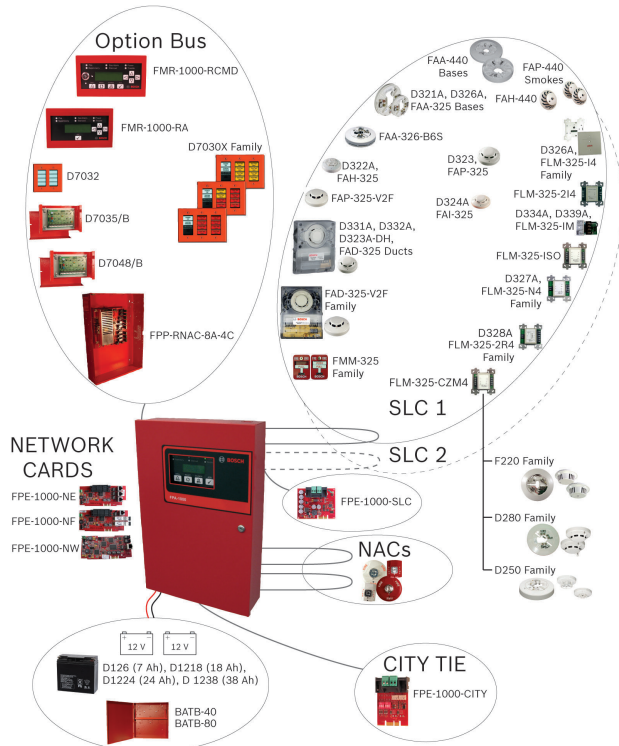 Option Bus
FMR-1000-RCMD
FMR-1000-RA
D7030X Family
D7032
D7035/B
D7048/B
FPP-RNAC-8A-4C
FAA-440
Bases
FAP-440
Smokes
D321A, D326A,
FAA-325 Bases
FAH-440
FAA-326-B6S
D322A,
FAH-325
D323,
FAP-325
D326A,
FLM-325-I4
Family
FAP-325-V2F
D324A
FAI-325
FLM-325-2I4
D331A, D332A,
D323A-DH,
FAD-325 Ducts
D334A, D339A,
FLM-325-IM
FLM-325-ISO
FAD-325-V2F
Family
D327A,
FLM-325-N4
Family
D328A
FLM-325-2R4
Family
FMM-325
Family
FLM-325-CZM4
SLC 1
SLC 2
NETWORK
CARDS
FPE-1000-NE
FPE-1000-NF
FPE-1000-NW
BOSCH
FPE-1000-SLC
NACs
F220 Family
D280 Family
D250 Family
12 V
12 V
D126 (7 Ah), D1218 (18 Ah),
D1224 (24 Ah), D 1238 (38 Ah)
BATB-40
BATB-80
CITY TIE
FPE-1000-CITY